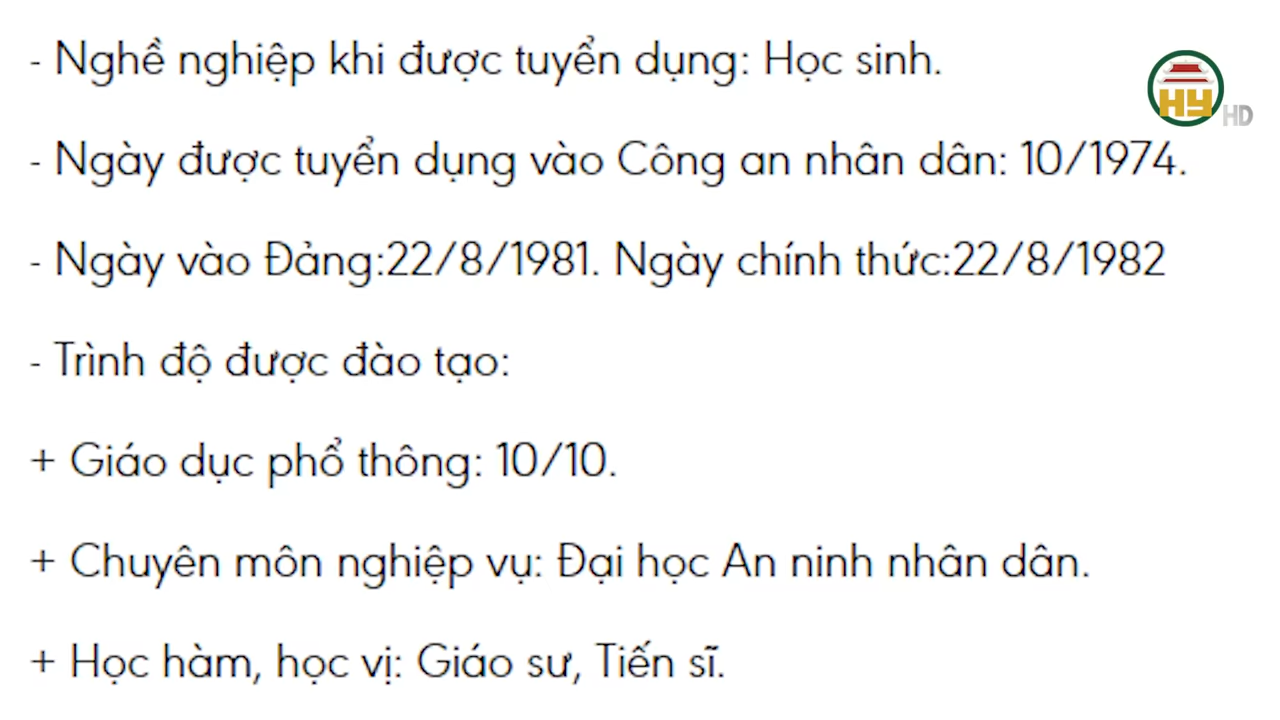 - Nghề nghiệp khi được tuyển dụng: Học sinh.
HY HD
- Ngày được tuyển dụng vào Công an nhân dân: 10/1974.
- Ngày vào Đảng:22/8/1981. Ngày chính thức:22/8/1982
- Trình độ được đào tạo:
+ Giáo dục phổ thông: 10/10.
+ Chuyên môn nghiệp vụ: Đại học An ninh nhân dân.
+ Học hàm, học vị: Giáo sư, Tiến sĩ.